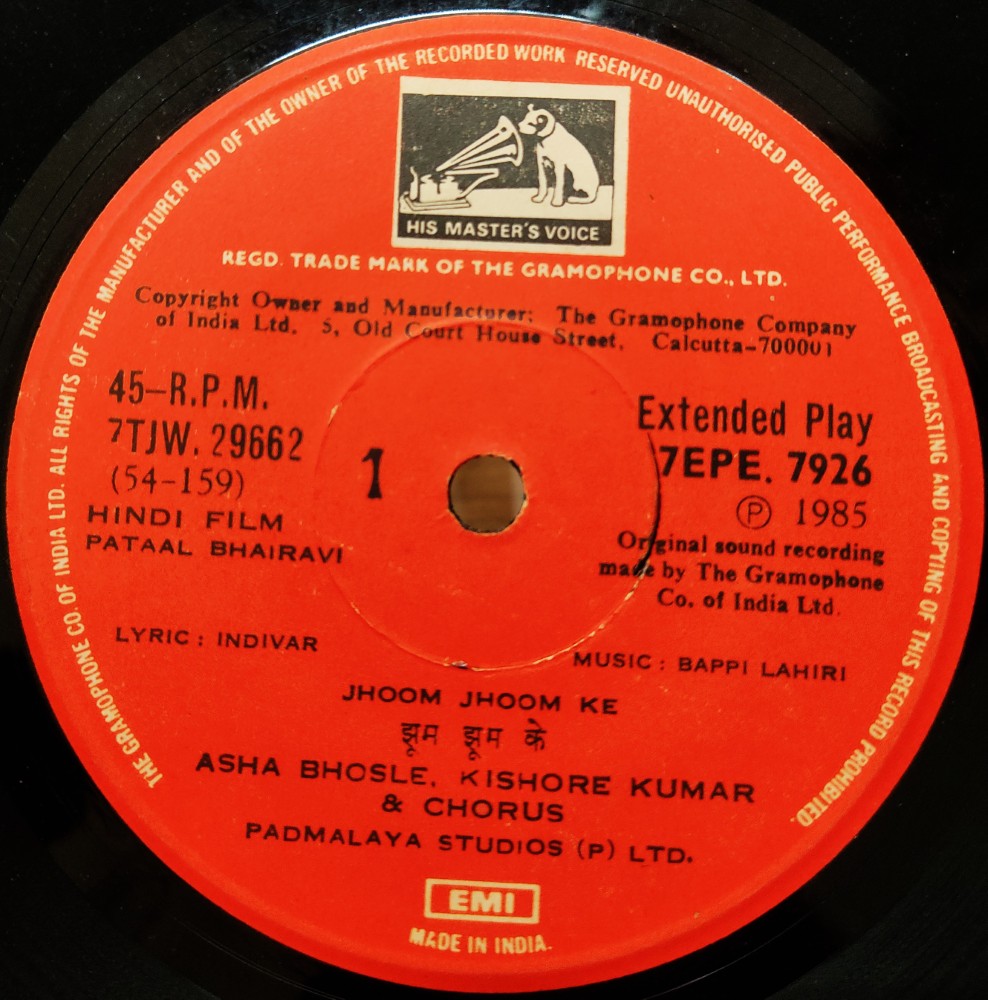 THE GRAMOPHONE CO. OF INDIA LTD. ALL RIGHTS OF THE MANUFACTURER AND OF THE OWNER OF THE RECORDED WORK RESERVED UNAUTHORISED PUBLIC PERFORMANCE BROADCASTING AND COPYING OF THIS RECORD PROHIBITED.
HIS MASTER'S VOICE
REGD. TRADE MARK OF THE GRAMOPHONE CO., LTD.
Copyright Owner and Manufacturer: The Gramophone Company
of India Ltd. 5, Old Court House Street, Calcutta-700001
45-R.P.M.
7TJW. 29662
(54-159)
HINDI FILM
PATAAL BHAIRAVI
1
Extended Play
7EPE. 7926
Ⓟ 1985
Original sound recording
made by The Gramophone
Co. of India Ltd.
LYRIC : INDIVAR
MUSIC : BAPPI LAHIRI
JHOOM JHOOM KE
झूम झूम के
ASHA BHOSLE, KISHORE KUMAR
& CHORUS
PADMALAYA STUDIOS (P) LTD.
EMI
MADE IN INDIA.